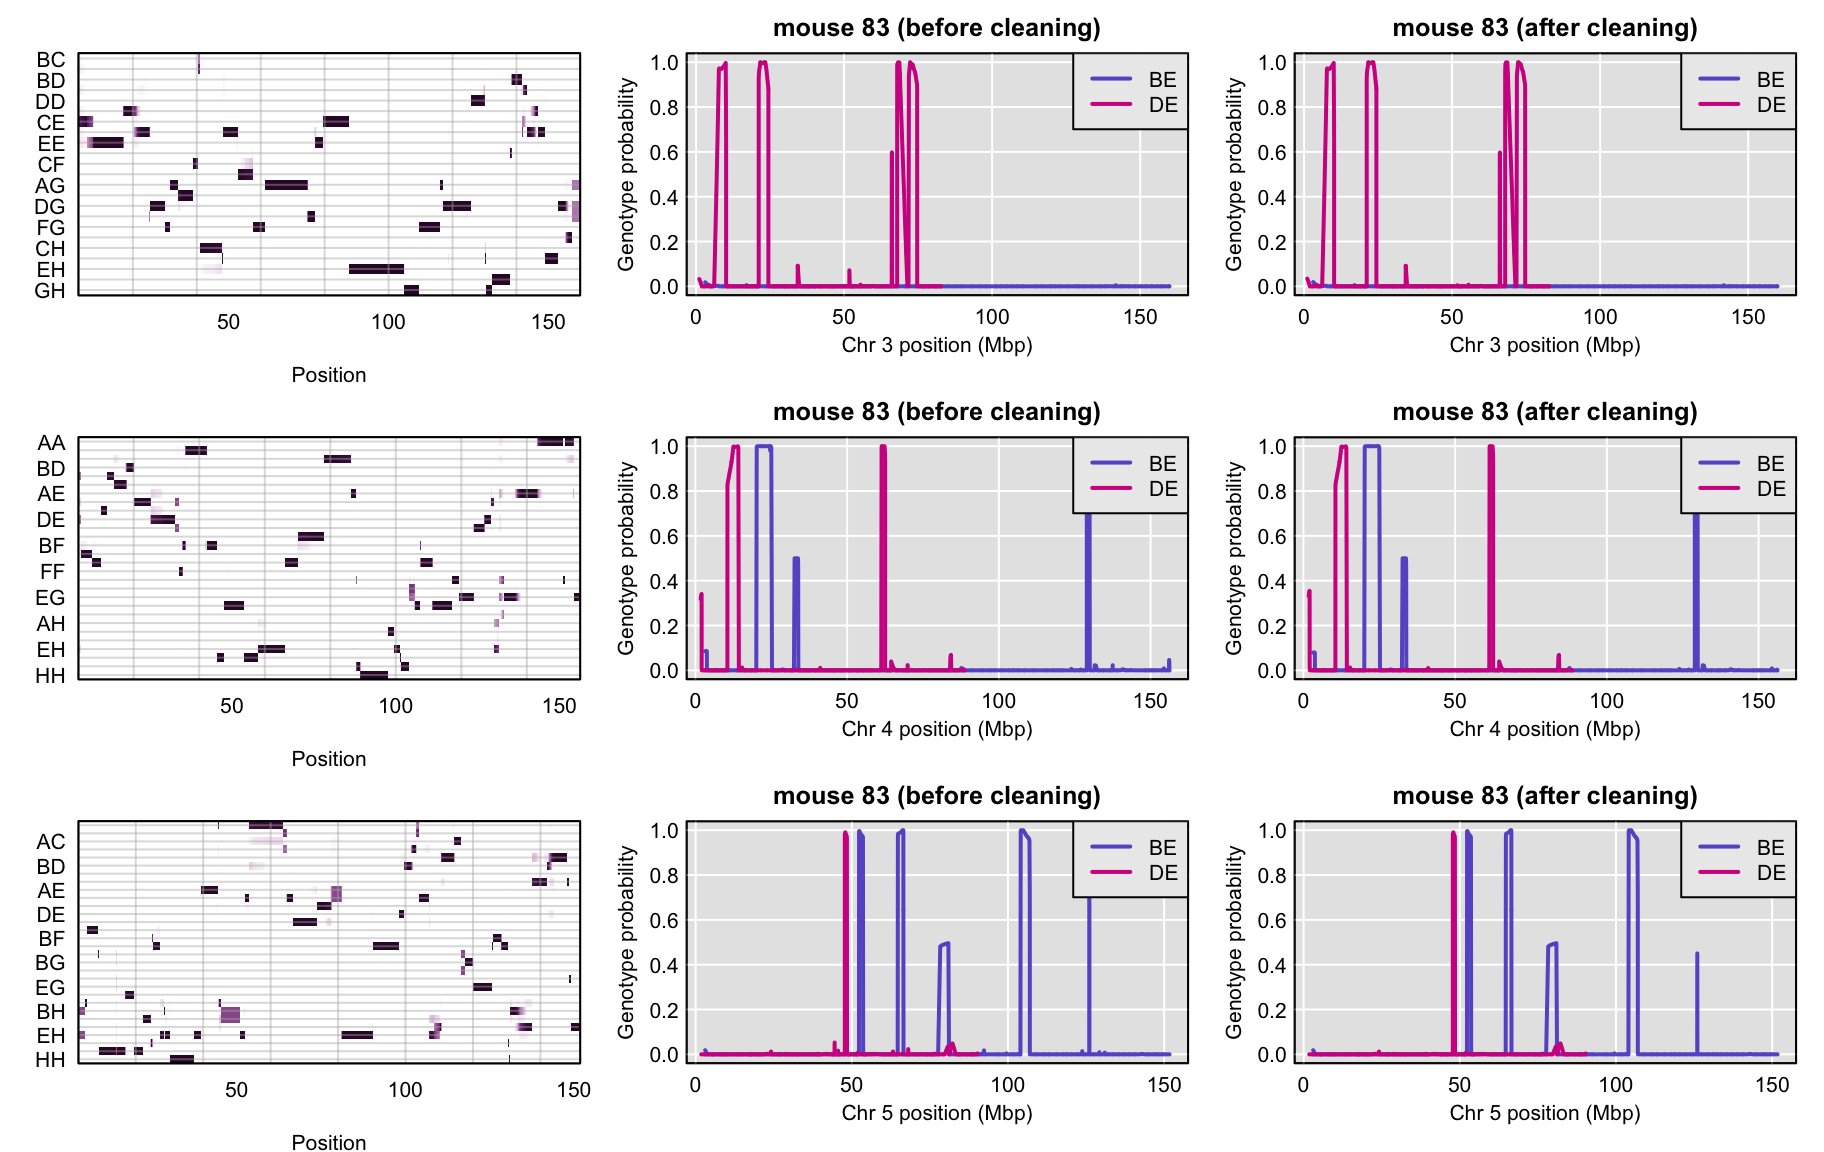 mouse 83 (before cleaning)
mouse 83 (after cleaning)
BC
BD
DD
CE
EE
CF
AG
DG
FG
CH
EH
GH
50
100
150
Position
Genotype probability
1.0
0.8
0.6
0.4
0.2
0.0
BE
DE
0
50
100
150
Chr 3 position (Mbp)
Genotype probability
1.0
0.8
0.6
0.4
0.2
0.0
BE
DE
0
50
100
150
Chr 3 position (Mbp)
mouse 83 (before cleaning)
mouse 83 (after cleaning)
AA
BD
AE
DE
BF
FF
EG
AH
EH
HH
50
100
150
Position
Genotype probability
1.0
0.8
0.6
0.4
0.2
0.0
BE
DE
0
50
100
150
Chr 4 position (Mbp)
Genotype probability
1.0
0.8
0.6
0.4
0.2
0.0
BE
DE
0
50
100
150
Chr 4 position (Mbp)
mouse 83 (before cleaning)
mouse 83 (after cleaning)
AC
BD
AE
DE
BF
BG
EG
BH
EH
HH
50
100
150
Position
Genotype probability
1.0
0.8
0.6
0.4
0.2
0.0
BE
DE
0
50
100
150
Chr 5 position (Mbp)
Genotype probability
1.0
0.8
0.6
0.4
0.2
0.0
BE
DE
0
50
100
150
Chr 5 position (Mbp)